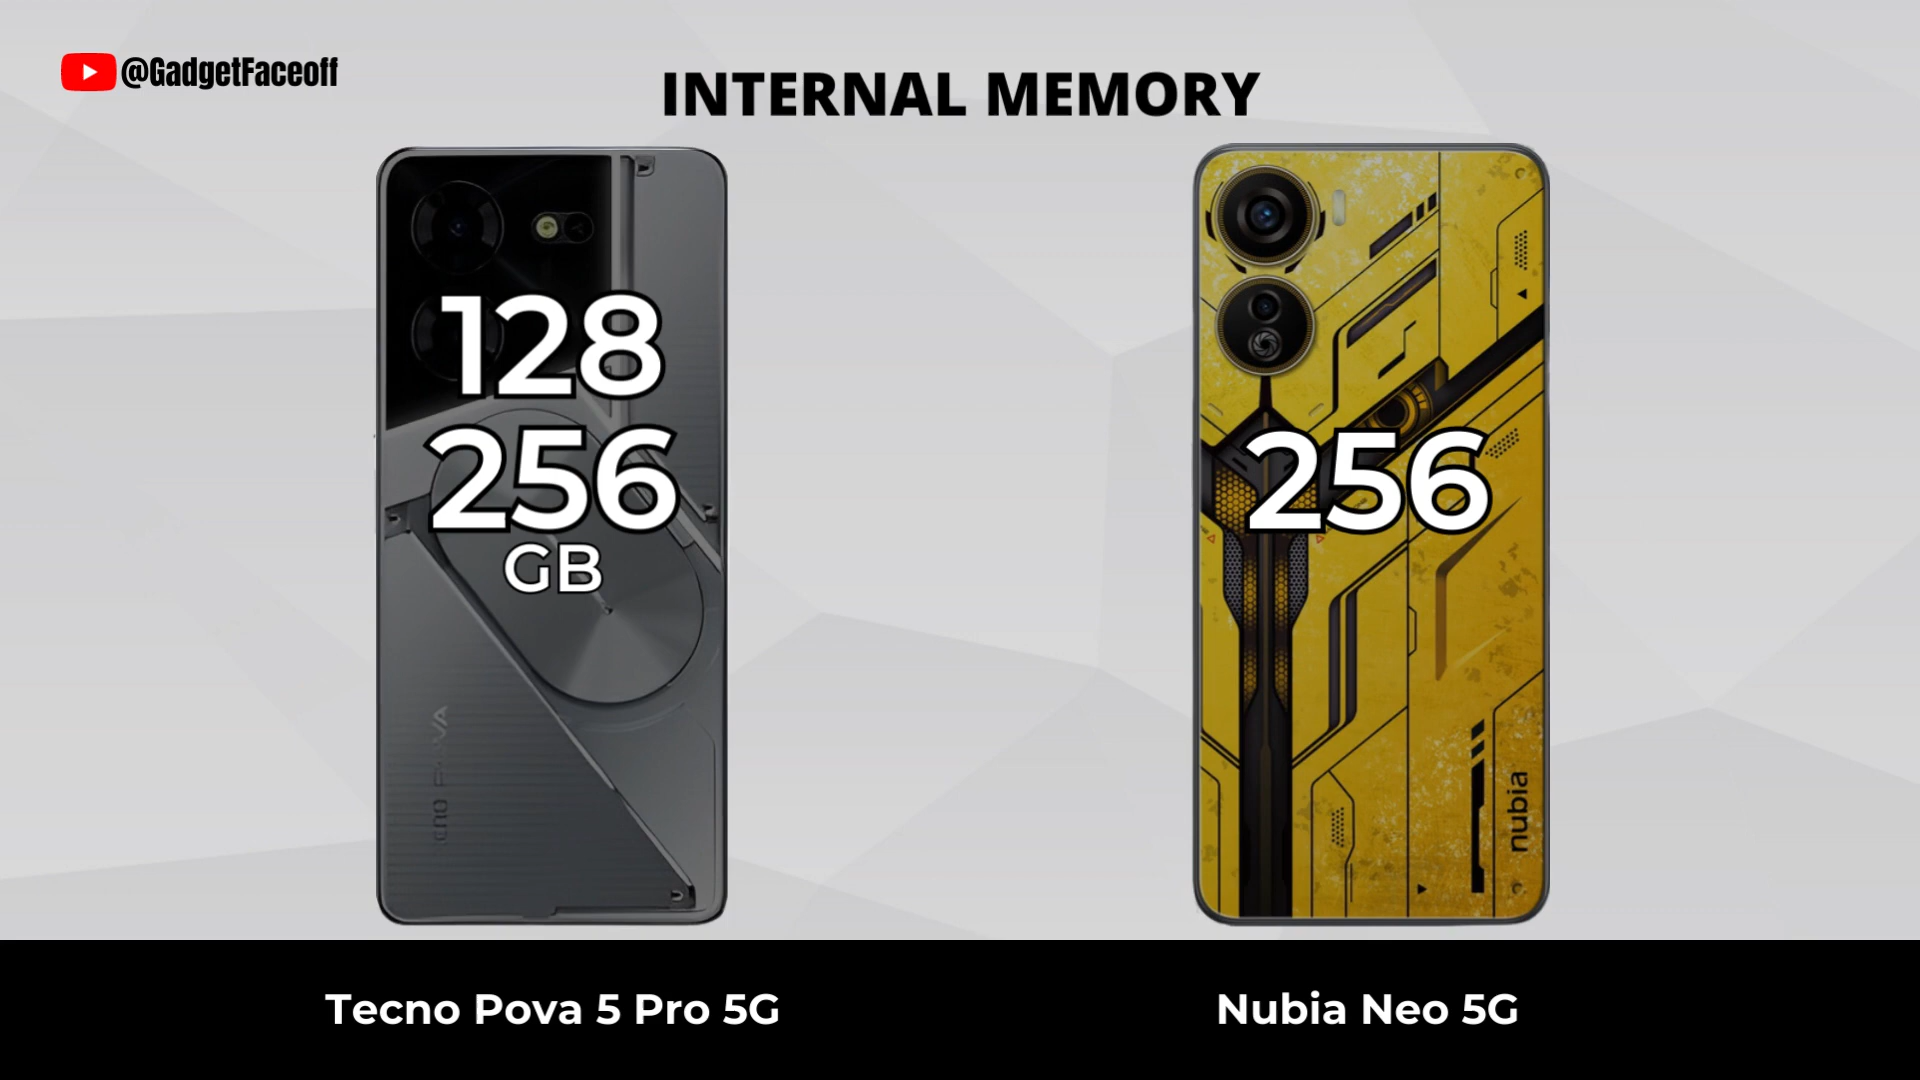 @GadgetFaceoff
INTERNAL MEMORY
128
256
GB
256
nubia
Tecno Pova 5 Pro 5G
Nubia Neo 5G